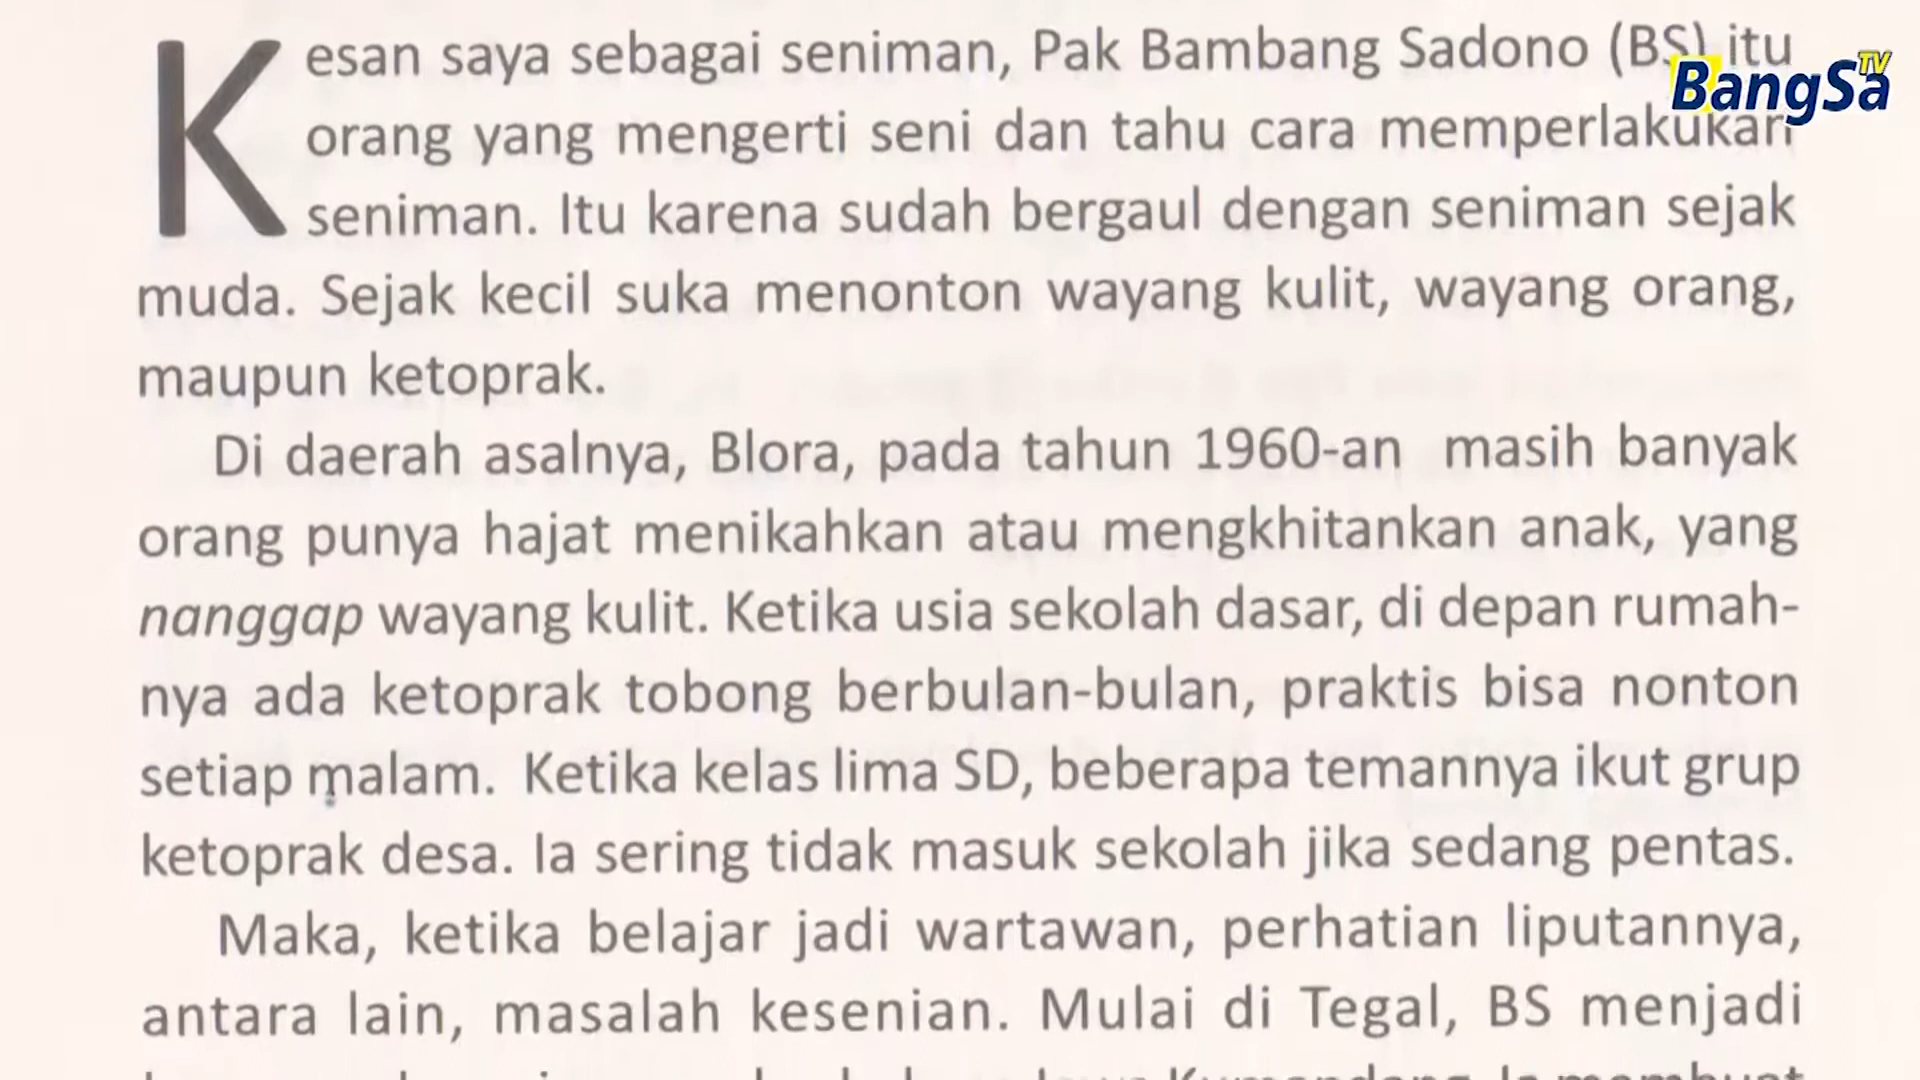 Kesan saya sebagai seniman, Pak Bambang Sadono (BS) itu
orang yang mengerti seni dan tahu cara memperlakukan
seniman. Itu karena sudah bergaul dengan seniman sejak
muda. Sejak kecil suka menonton wayang kulit, wayang orang,
maupun ketoprak.
Di daerah asalnya, Blora, pada tahun 1960-an masih banyak
orang punya hajat menikahkan atau mengkhitankan anak, yang
nanggap wayang kulit. Ketika usia sekolah dasar, di depan rumah-
nya ada ketoprak tobong berbulan-bulan, praktis bisa nonton
setiap malam. Ketika kelas lima SD, beberapa temannya ikut grup
ketoprak desa. Ia sering tidak masuk sekolah jika sedang pentas.
Maka, ketika belajar jadi wartawan, perhatian liputannya,
antara lain, masalah kesenian. Mulai di Tegal, BS menjadi
BangSa TV